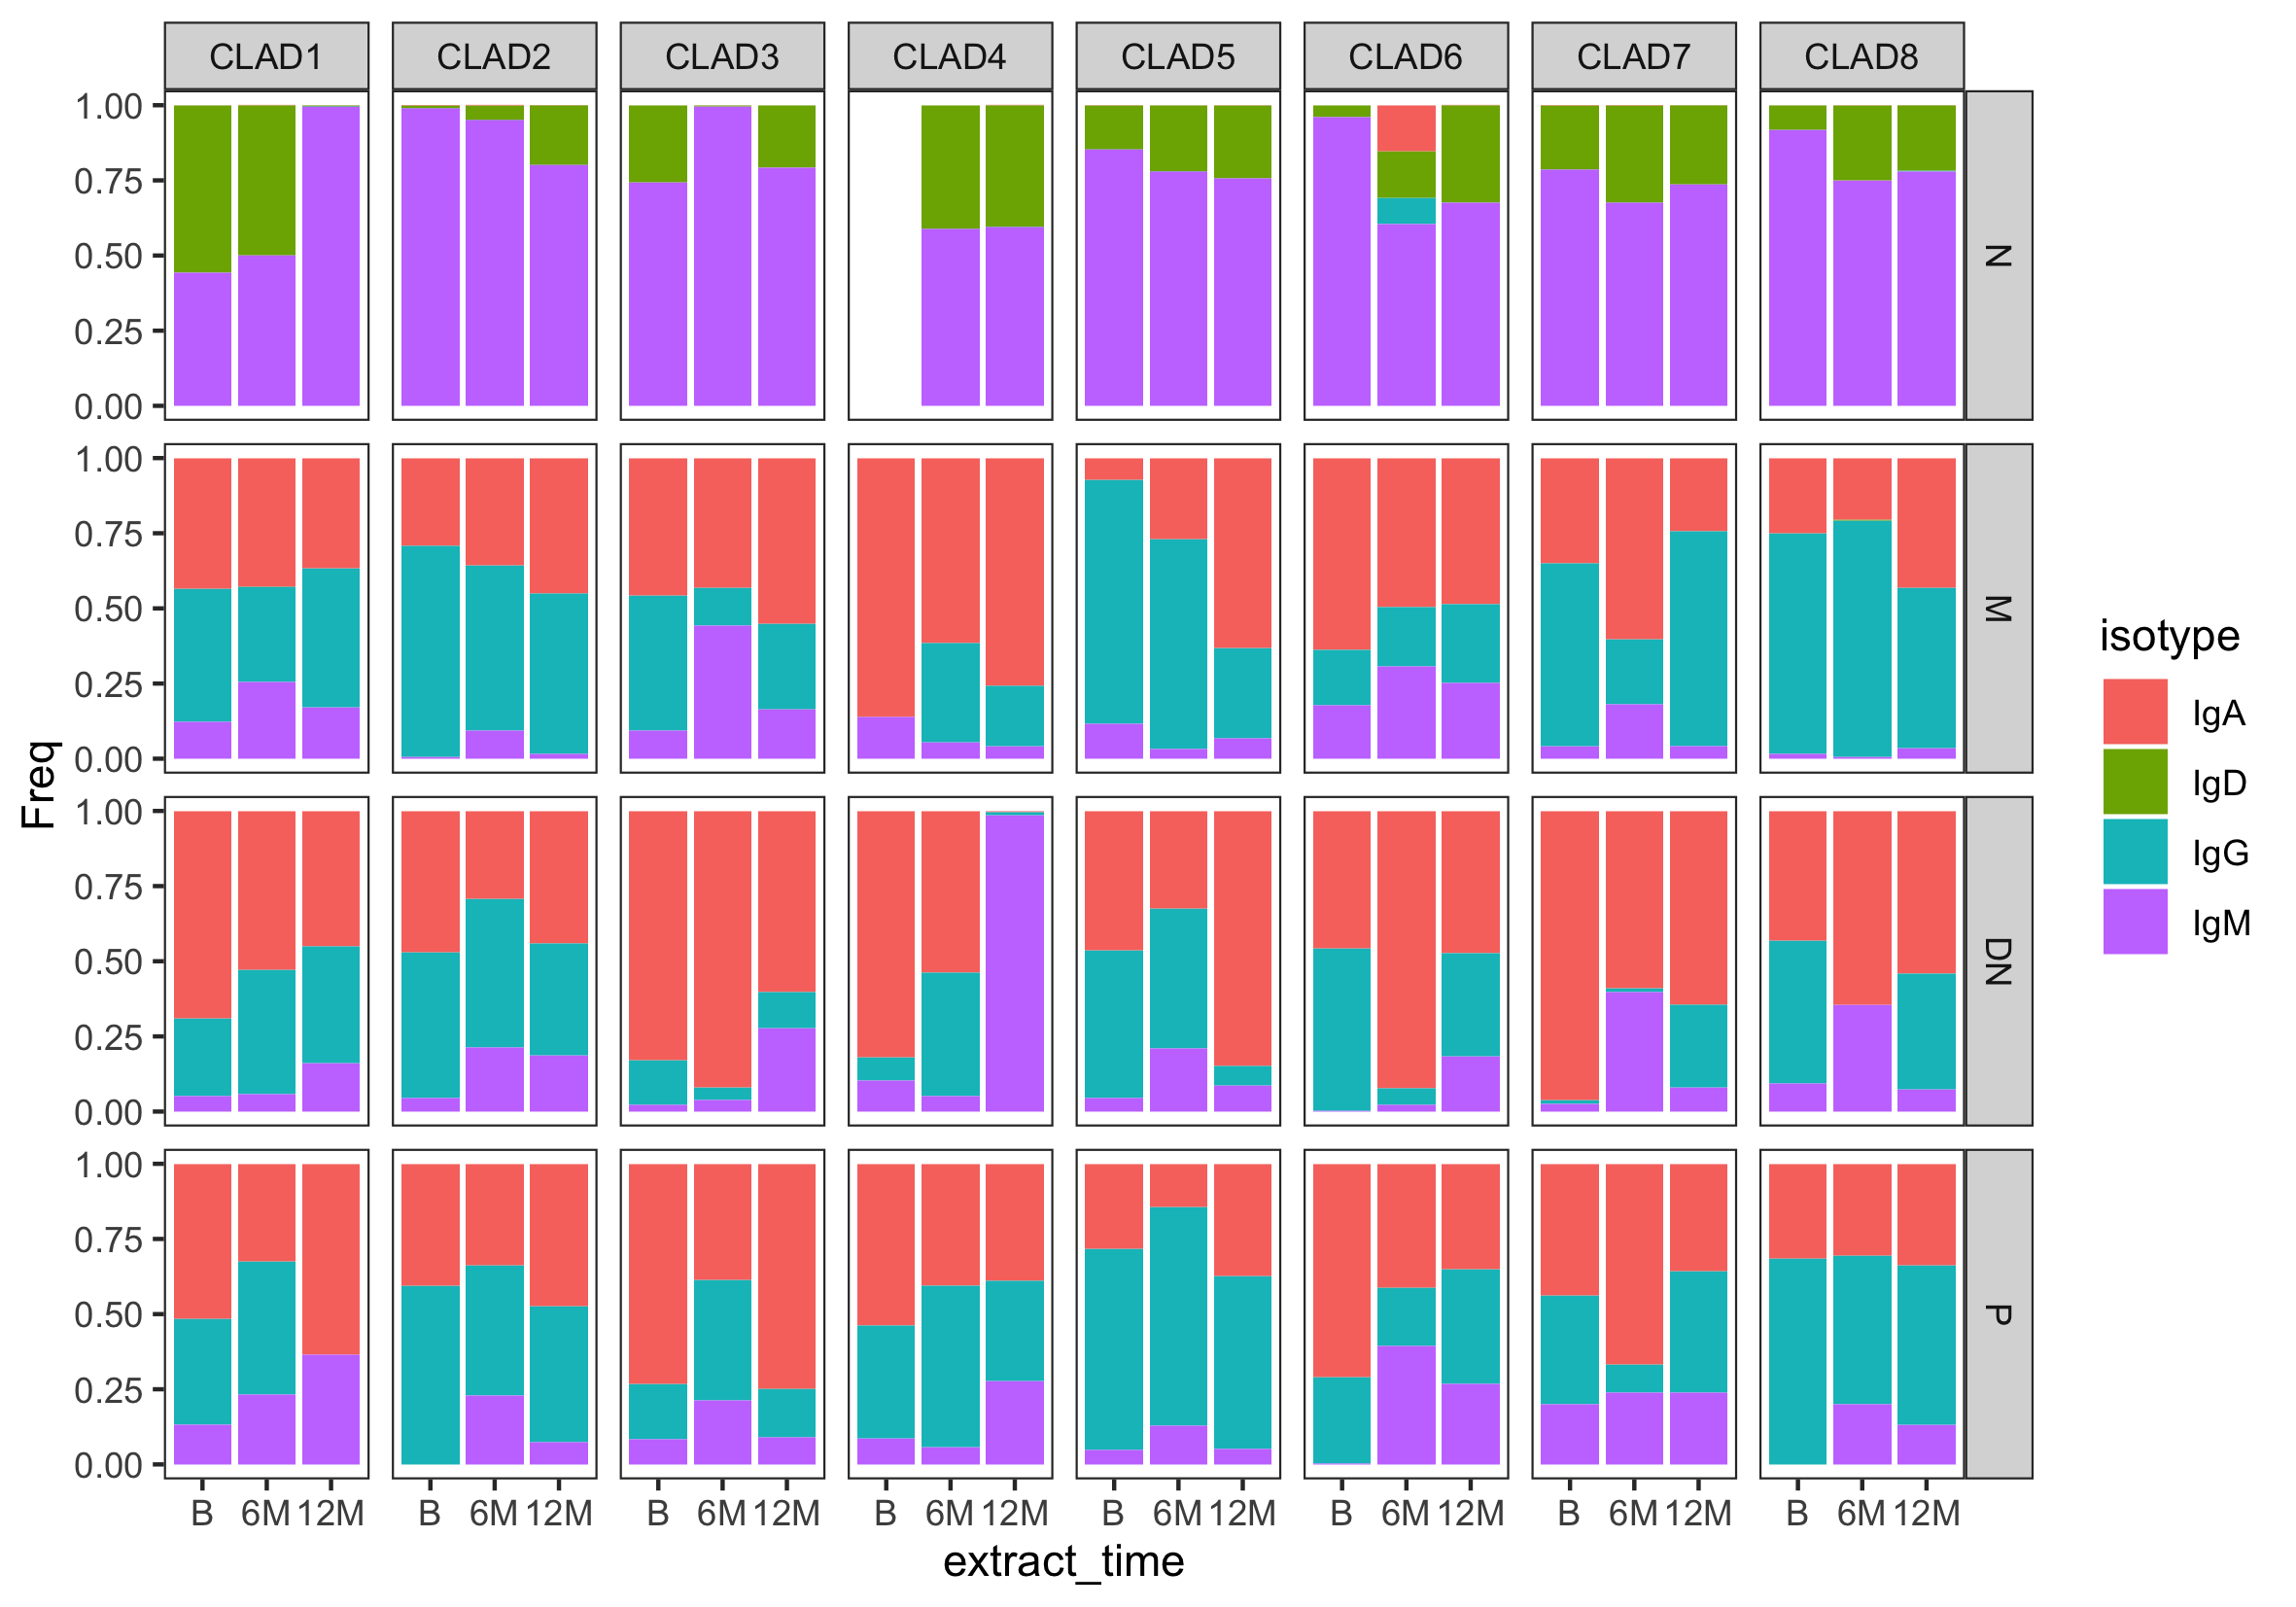 CLAD1 CLAD2 CLAD3 CLAD4 CLAD5 CLAD6 CLAD7 CLAD8
1.00
0.75
0.50
0.25
0.00
N
1.00
0.75
0.50
0.25
0.00
M
1.00
0.75
0.50
0.25
0.00
DN
1.00
0.75
0.50
0.25
0.00
P
Freq
B 6M 12M B 6M 12M B 6M 12M B 6M 12M B 6M 12M B 6M 12M B 6M 12M B 6M 12M
extract_time
isotype
IgA
IgD
IgG
IgM